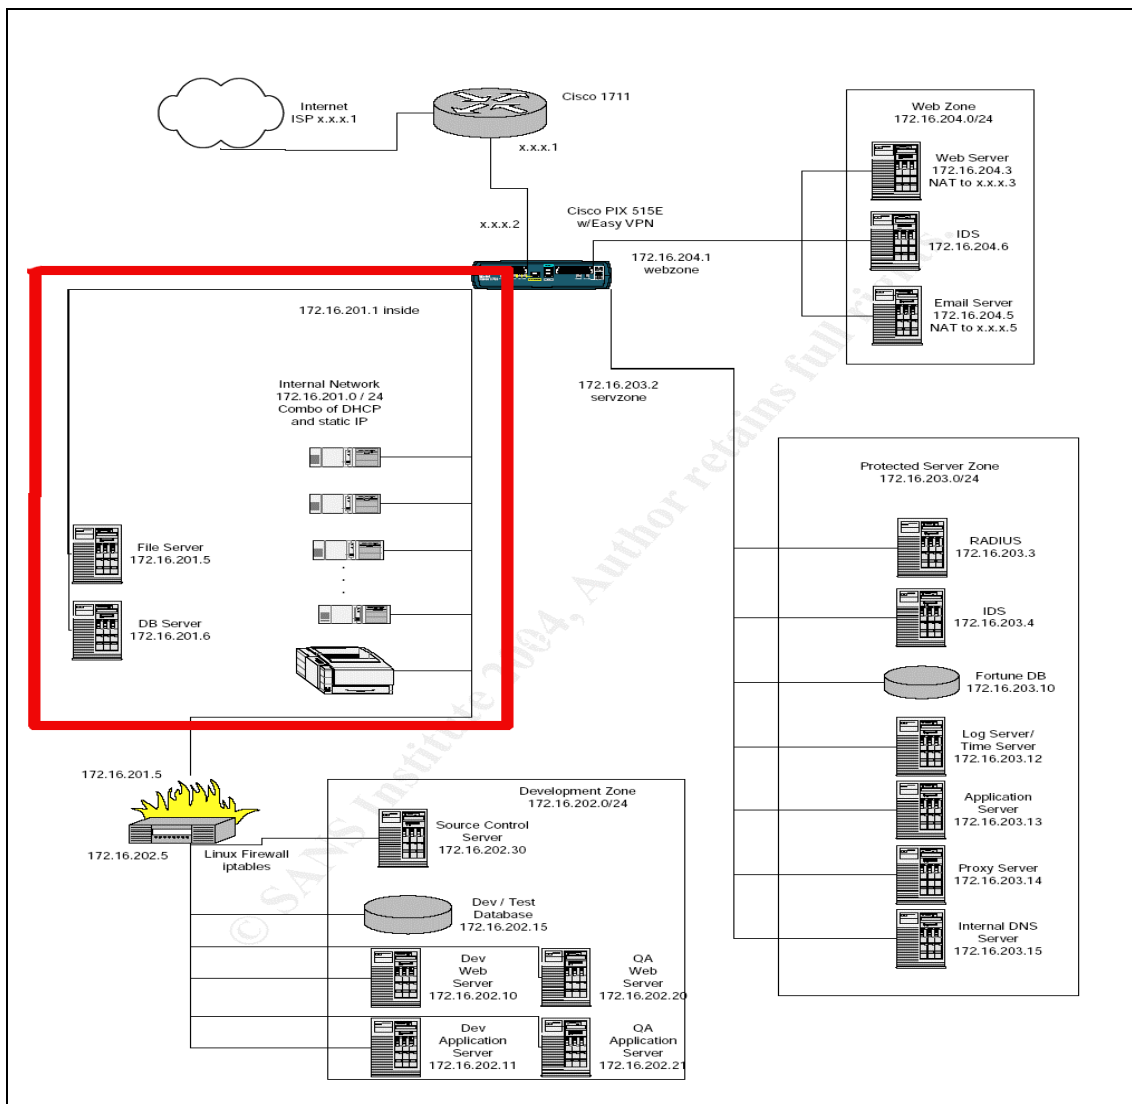 Internet
ISP x.x.x.1
Cisco 1711
x.x.x.1
x.x.x.2
Cisco PIX 515E
w/Easy VPN
172.16.204.1
webzone
Web Zone
172.16.204.0/24
Web Server
172.16.204.3
NAT to x.x.x.3
IDS
172.16.204.6
Email Server
172.16.204.5
NAT to x.x.x.5
172.16.201.1 inside
Internal Network
172.16.201.0 / 24
Combo of DHCP
and static IP
File Server
172.16.201.5
DB Server
172.16.201.6
172.16.203.2
servzone
Protected Server Zone
172.16.203.0/24
RADIUS
172.16.203.3
IDS
172.16.203.4
Fortune DB
172.16.203.10
Log Server/
Time Server
172.16.203.12
Application
Server
172.16.203.13
Proxy Server
172.16.203.14
Internal DNS
Server
172.16.203.15
172.16.201.5
172.16.202.5
Linux Firewall
iptables
Development Zone
172.16.202.0/24
Source Control
Server
172.16.202.30
Dev / Test
Database
172.16.202.15
Dev
Web
Server
172.16.202.10
QA
Web
Server
172.16.202.20
Dev
Application
Server
172.16.202.11
QA
Application
Server
172.16.202.21
© SANS Institute 2004, Author retains full rights.